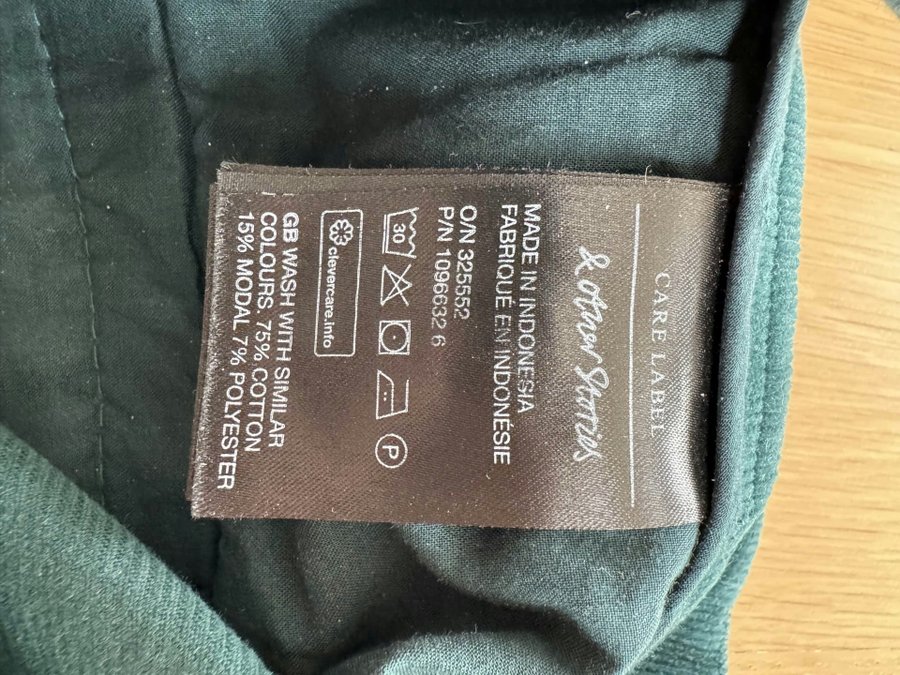 CARE LABEL
& Other Stories
MADE IN INDONESIA
FABRIQUÉ EN INDONÉSIE
O/N 325552
P/N 1096632 6
30
P
clevercare.info
GB WASH WITH SIMILAR
COLOURS. 75% COTTON
15% MODAL 7% POLYESTER